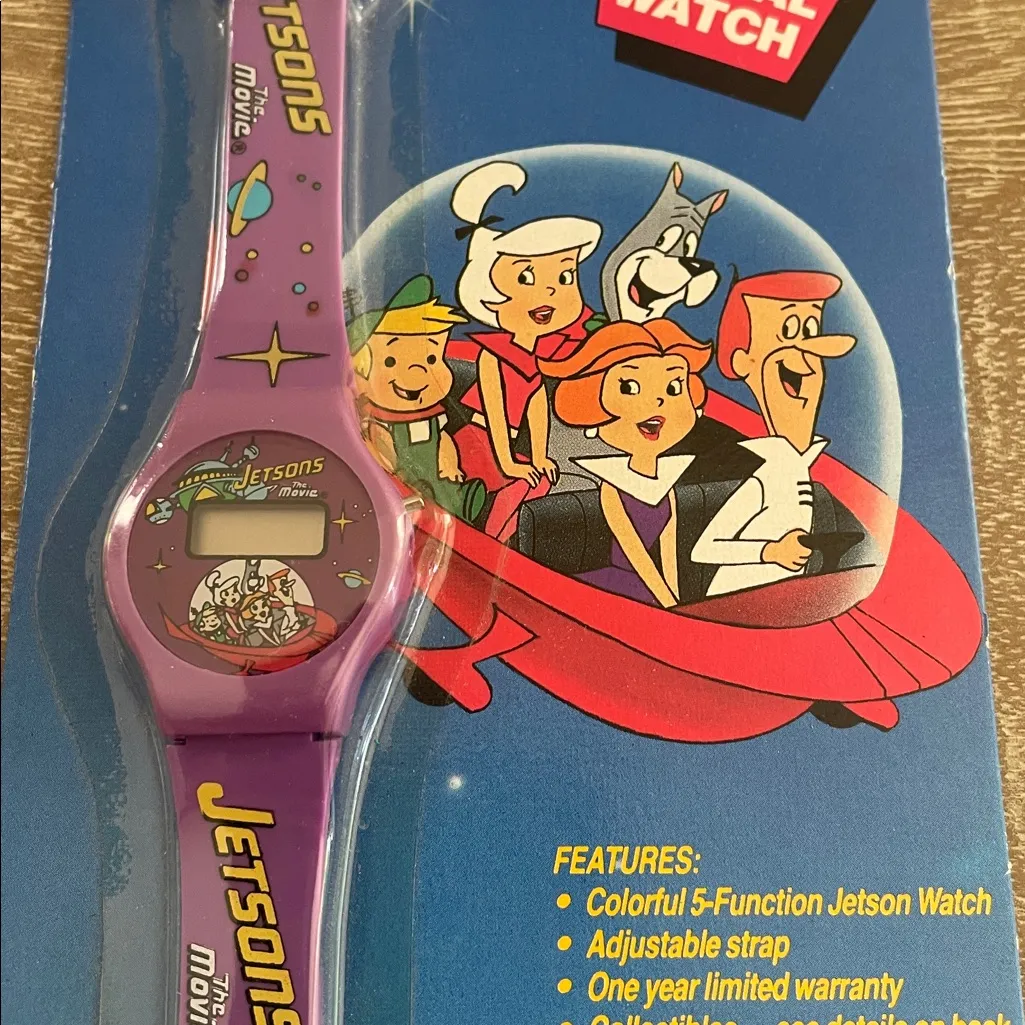 WATCH
JETSONS
The
Movie®
JETSONS
The
Movie
FEATURES:
• Colorful 5-Function Jetson Watch
• Adjustable strap
• One year limited warranty
JETSONS
The